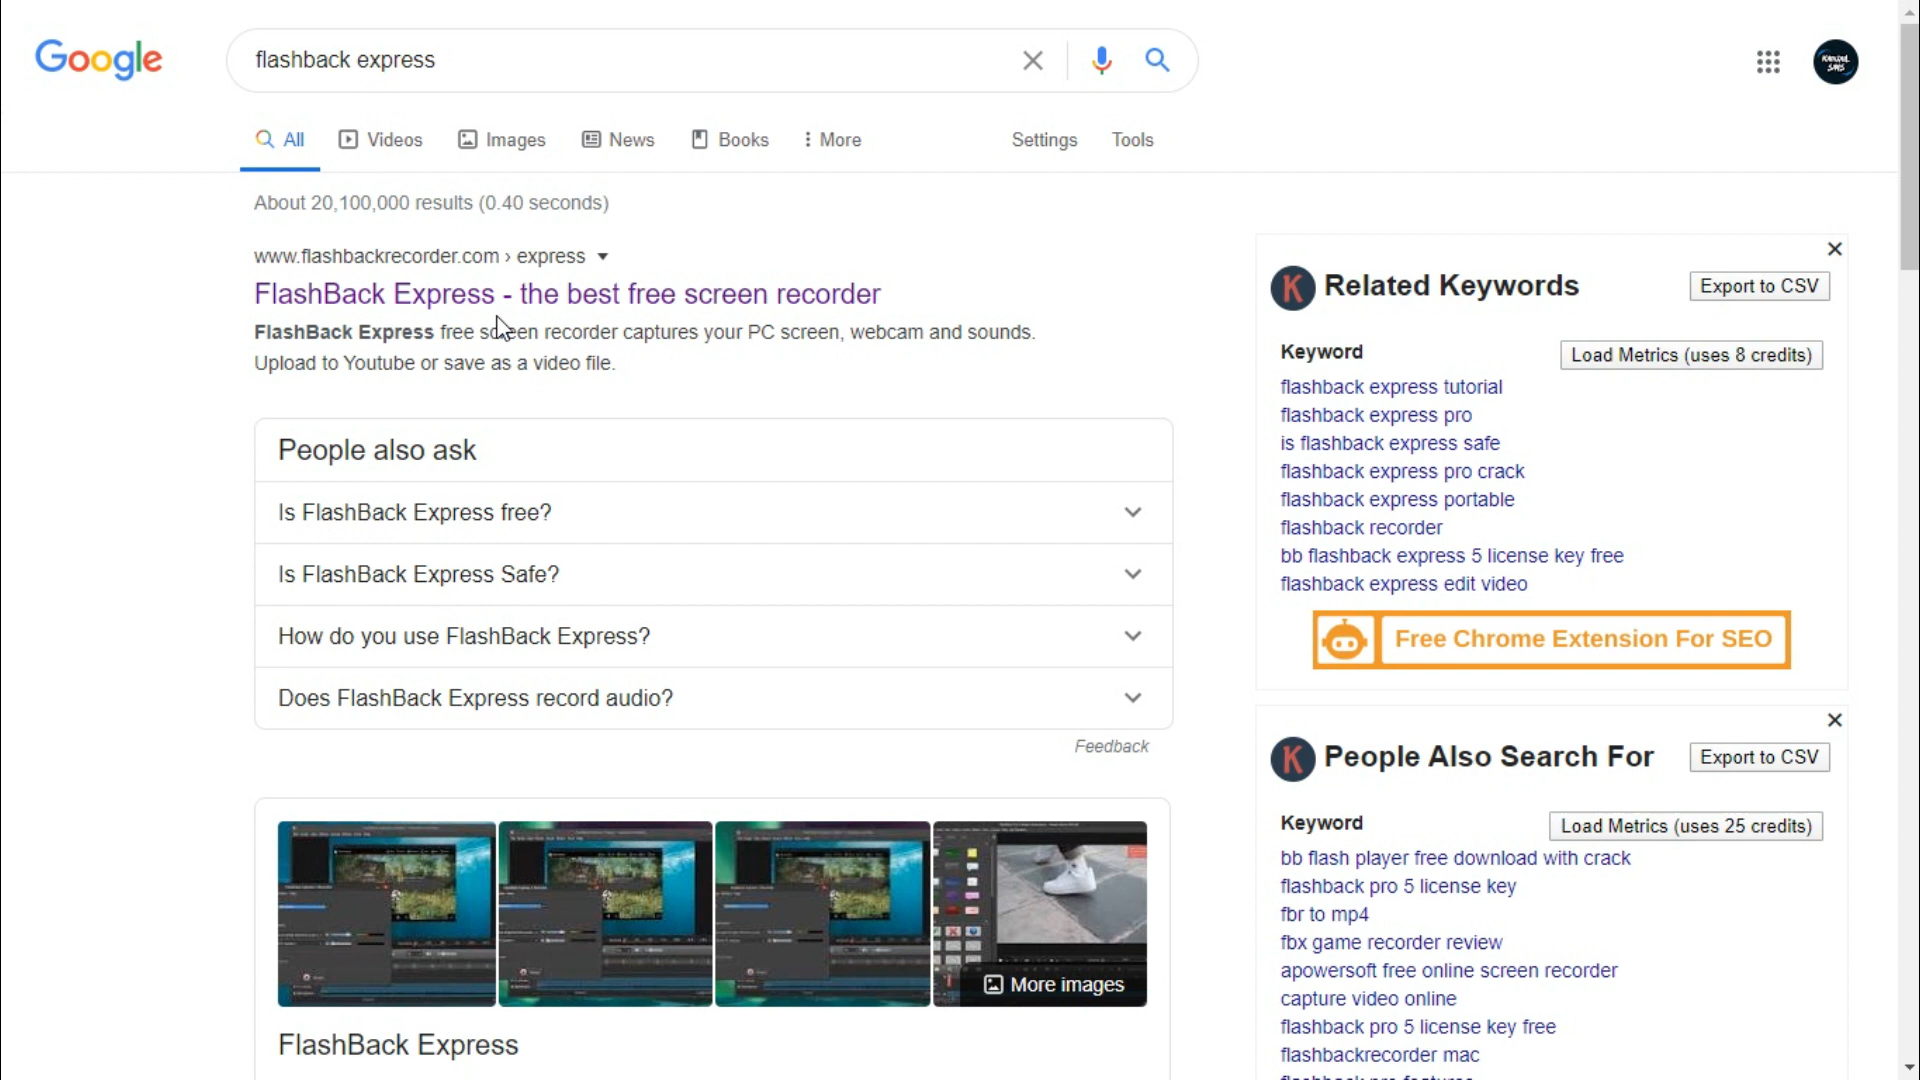 Google
flashback express
All
Videos
Images
News
Books
More
Settings
Tools
About 20,100,000 results (0.40 seconds)
www.flashbackrecorder.com › express
FlashBack Express - the best free screen recorder
FlashBack Express free screen recorder captures your PC screen, webcam and sounds.
Upload to Youtube or save as a video file.
People also ask
Is FlashBack Express free?
Is FlashBack Express Safe?
How do you use FlashBack Express?
Does FlashBack Express record audio?
Feedback
More images
FlashBack Express
K
Related Keywords
Export to CSV
Keyword
Load Metrics (uses 8 credits)
flashback express tutorial
flashback express pro
is flashback express safe
flashback express pro crack
flashback express portable
flashback recorder
bb flashback express 5 license key free
flashback express edit video
Free Chrome Extension For SEO
K
People Also Search For
Export to CSV
Keyword
Load Metrics (uses 25 credits)
bb flash player free download with crack
flashback pro 5 license key
fbr to mp4
fbx game recorder review
apowersoft free online screen recorder
capture video online
flashback pro 5 license key free
flashbackrecorder mac